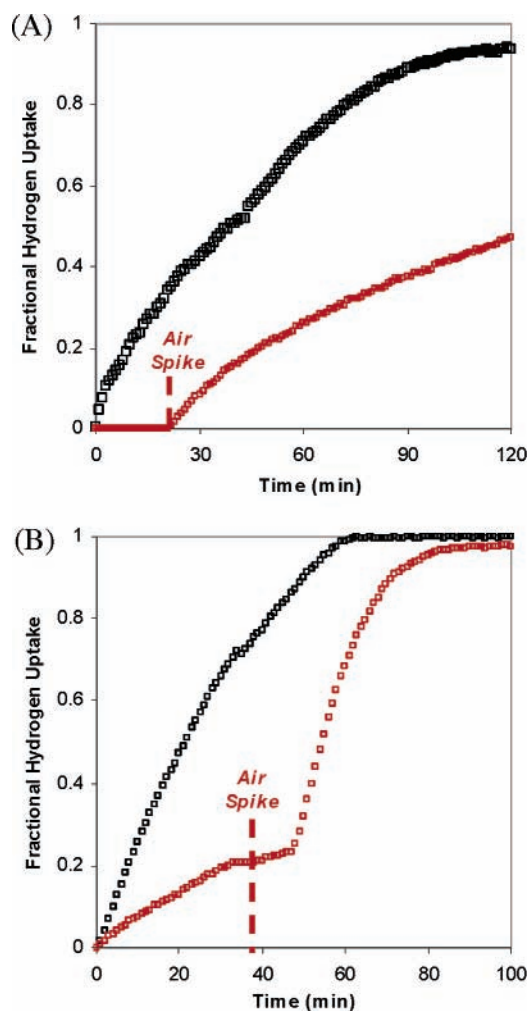 (A)
1
0.8
0.6
0.4
0.2
0
Fractional Hydrogen Uptake
Air
Spike
0 30 60 90 120
Time (min)
(B)
1
0.8
0.6
0.4
0.2
0
Fractional Hydrogen Uptake
Air
Spike
0 20 40 60 80 100
Time (min)